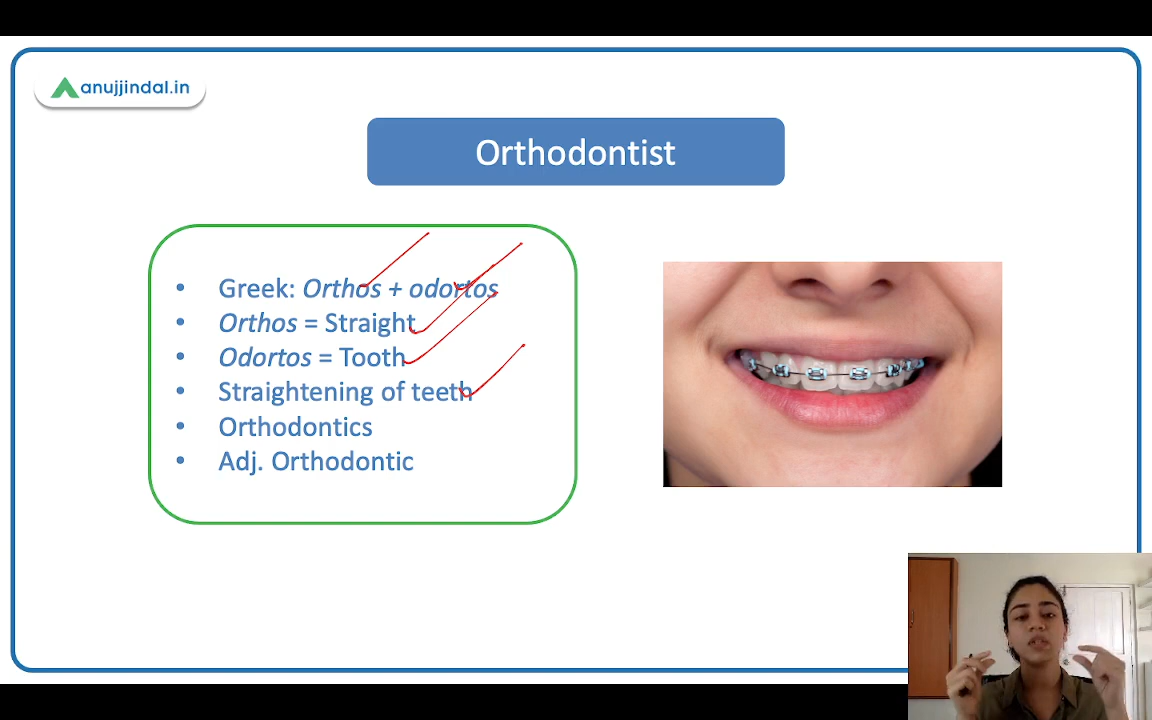 anujjindal.in
Orthodontist
• Greek: Orthos + odortos
• Orthos = Straight
• Odortos = Tooth
• Straightening of teeth
• Orthodontics
• Adj. Orthodontic